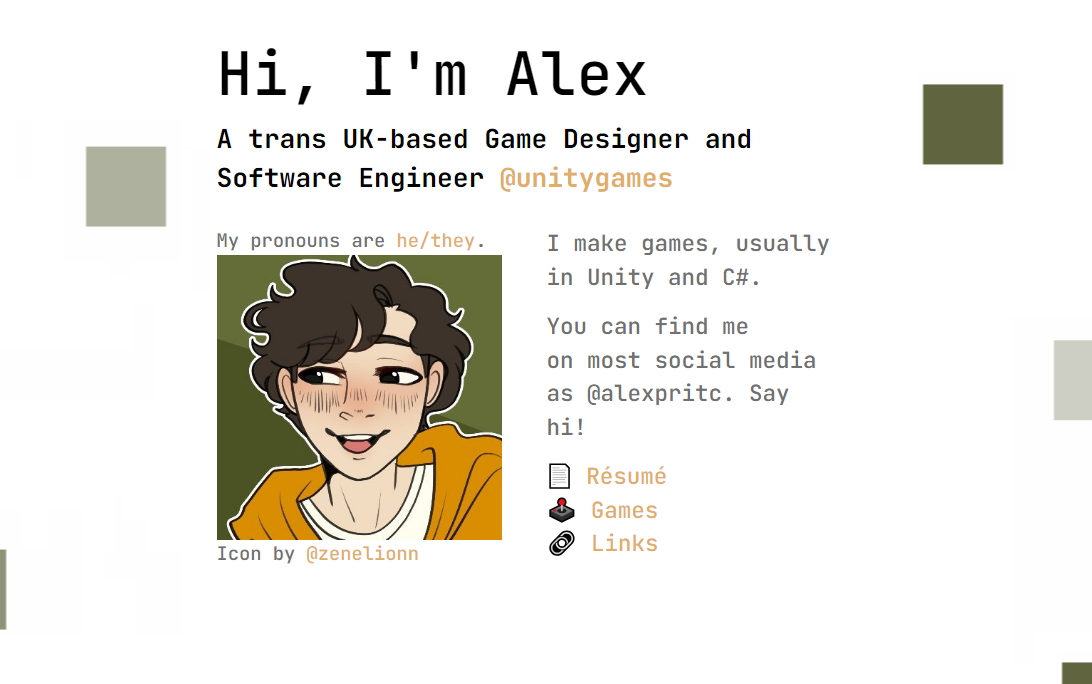 Hi, I'm Alex
A trans UK-based Game Designer and
Software Engineer @unitygames
My pronouns are he/they.
Icon by @zenelionn
I make games, usually
in Unity and C#.
You can find me
on most social media
as @alexpritc. Say
hi!
Résumé
Games
Links